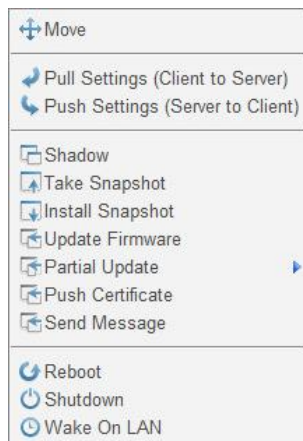 Move
Pull Settings (Client to Server)
Push Settings (Server to Client)
Shadow
Take Snapshot
Install Snapshot
Update Firmware
Partial Update
Push Certificate
Send Message
Reboot
Shutdown
Wake On LAN